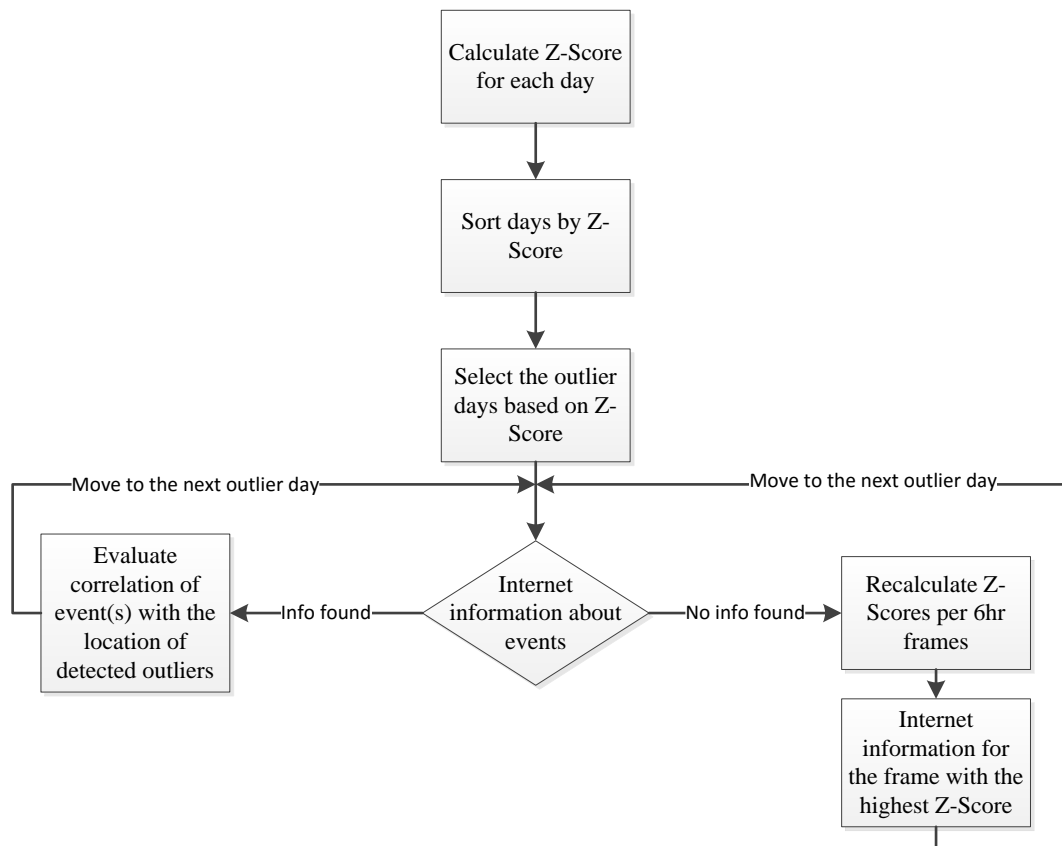 Calculate Z-Score
for each day
Sort days by Z-
Score
Select the outlier
days based on Z-
Score
Move to the next outlier day
Move to the next outlier day
Evaluate
correlation of
event(s) with the
location of
detected outliers
Info found
Internet
information about
events
No info found
Recalculate Z-
Scores per 6hr
frames
Internet
information for
the frame with the
highest Z-Score